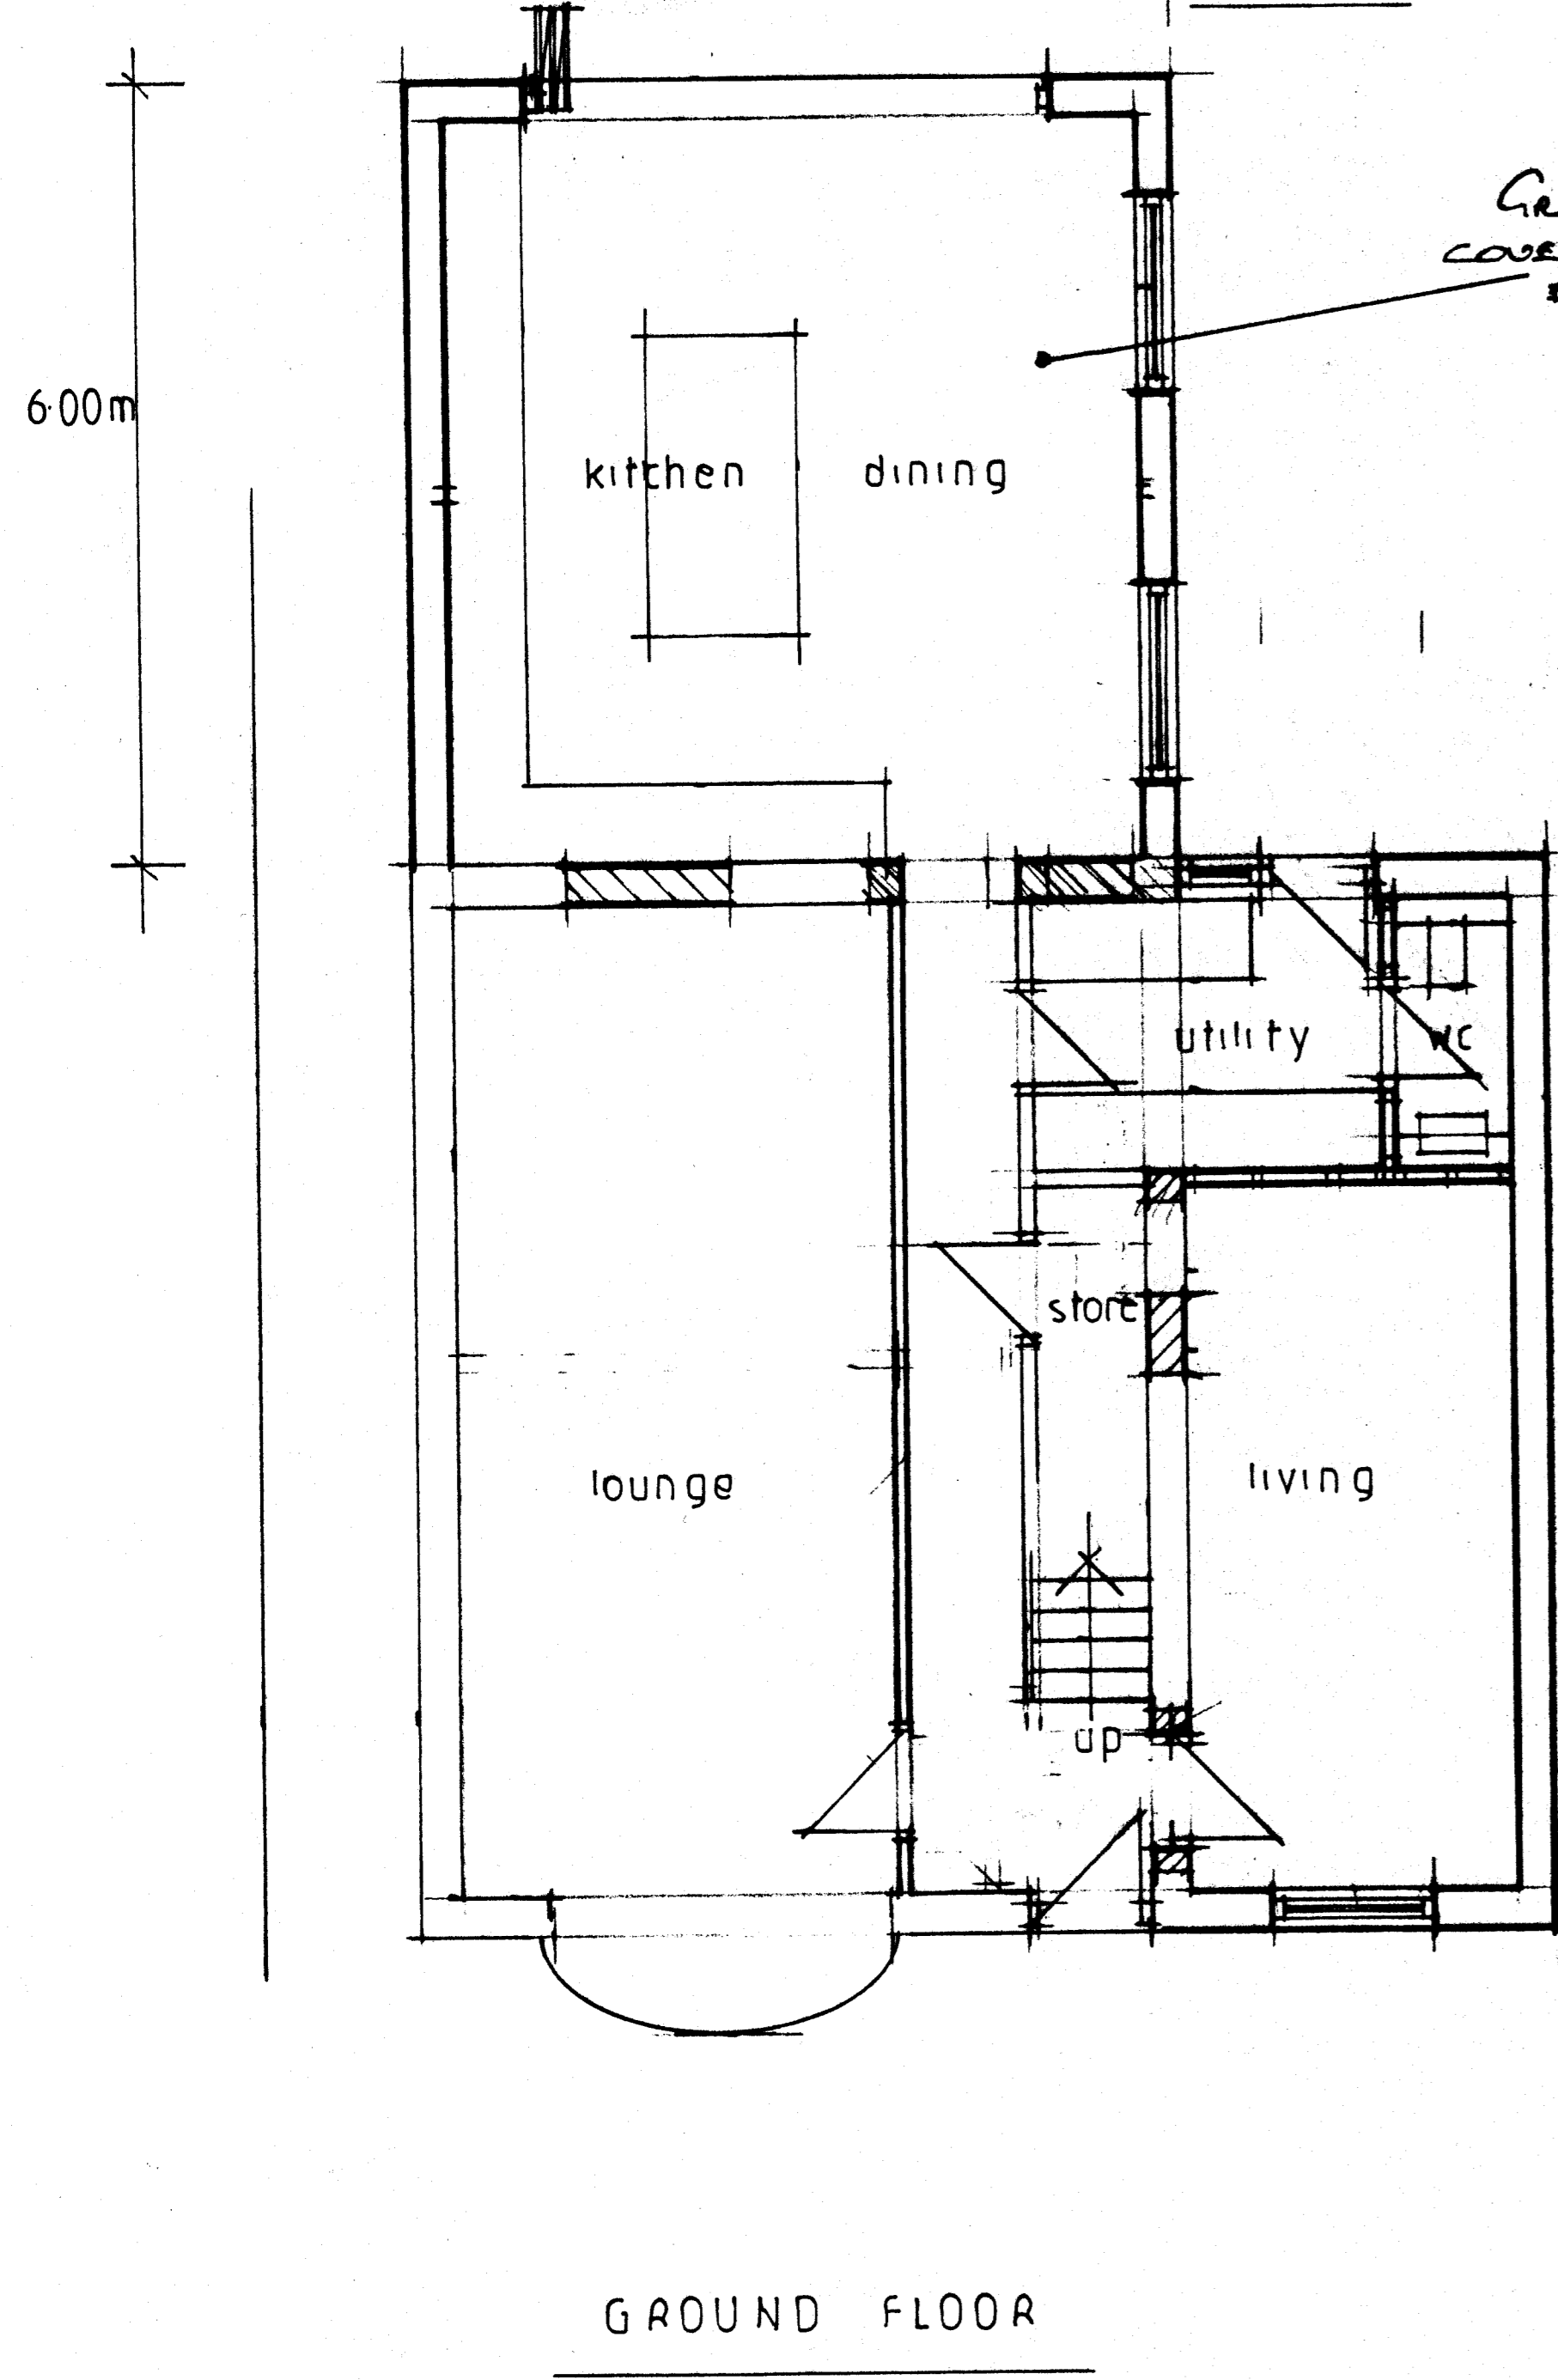 6.00m
kitchen dining
utility WC
store
lounge living
up
GROUND FLOOR